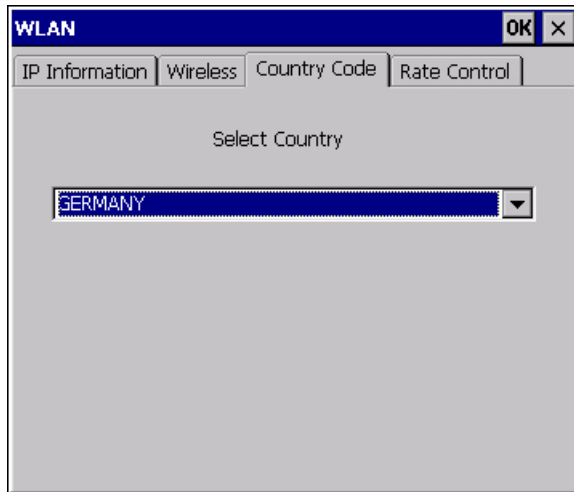 WLAN OK ×
IP Information Wireless Country Code Rate Control
Select Country
GERMANY